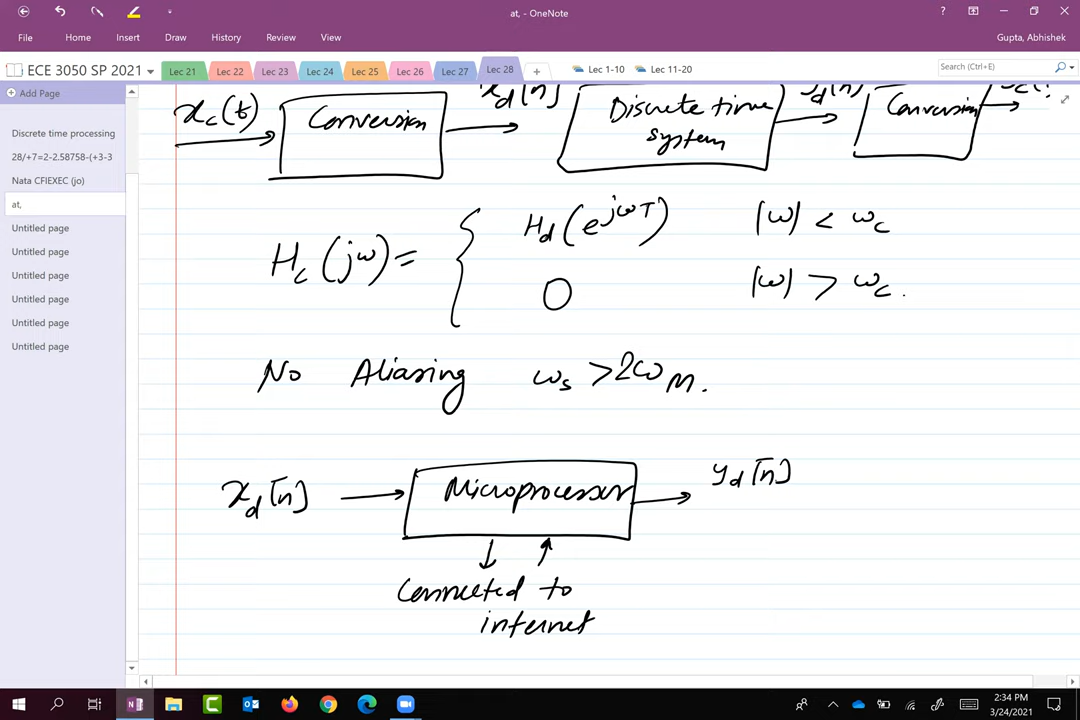 at, - OneNote
?
Gupta, Abhishek
File Home Insert Draw History Review View
ECE 3050 SP 2021 Lec 21 Lec 22 Lec 23 Lec 24 Lec 25 Lec 26 Lec 27 Lec 28 + Lec 1-10 Lec 11-20 Search (Ctrl+E)
Add Page
Discrete time processing
28/+7=2-2.58758-(+3-3
Nata CFIEXEC (jo)
at,
Untitled page
Untitled page
Untitled page
Untitled page
Untitled page
Untitled page
x_c(t) Conversion x_d[n] Discrete time y_d[n] Conversion
system
H_c(jω) = { H_d(e^{jωT}) |ω| < ω_c
0 |ω| > ω_c.
No Aliasing ω_s > 2ω_M.
x_d[n] → Microprocessor → y_d[n]
Connected to
internet
2:34 PM
3/24/2021